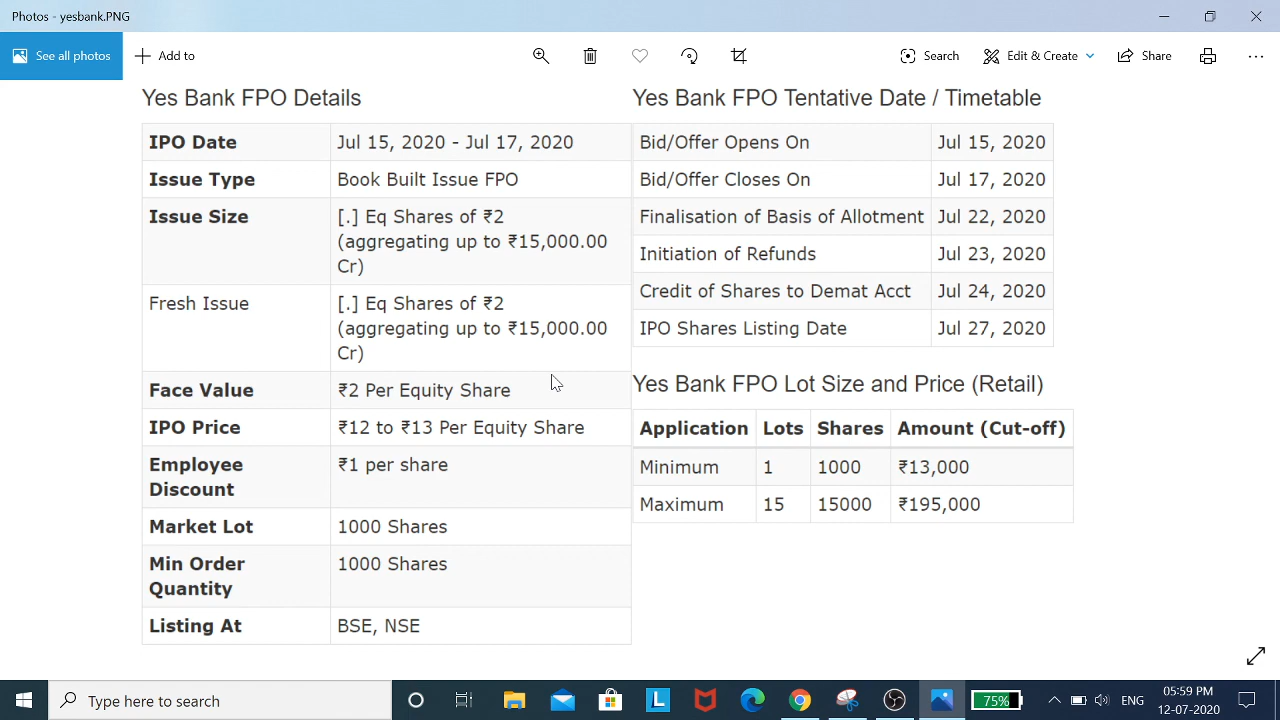 Photos - yesbank.PNG
See all photos
Add to
Search
Edit & Create
Share
Yes Bank FPO Details
IPO Date Jul 15, 2020 - Jul 17, 2020
Issue Type Book Built Issue FPO
Issue Size [.] Eq Shares of ₹2
(aggregating up to ₹15,000.00
Cr)
Fresh Issue [.] Eq Shares of ₹2
(aggregating up to ₹15,000.00
Cr)
Face Value ₹2 Per Equity Share
IPO Price ₹12 to ₹13 Per Equity Share
Employee ₹1 per share
Discount
Market Lot 1000 Shares
Min Order 1000 Shares
Quantity
Listing At BSE, NSE
Yes Bank FPO Tentative Date / Timetable
Bid/Offer Opens On Jul 15, 2020
Bid/Offer Closes On Jul 17, 2020
Finalisation of Basis of Allotment Jul 22, 2020
Initiation of Refunds Jul 23, 2020
Credit of Shares to Demat Acct Jul 24, 2020
IPO Shares Listing Date Jul 27, 2020
Yes Bank FPO Lot Size and Price (Retail)
Application Lots Shares Amount (Cut-off)
Minimum 1 1000 ₹13,000
Maximum 15 15000 ₹195,000
Type here to search
L
75%
ENG
05:59 PM
12-07-2020